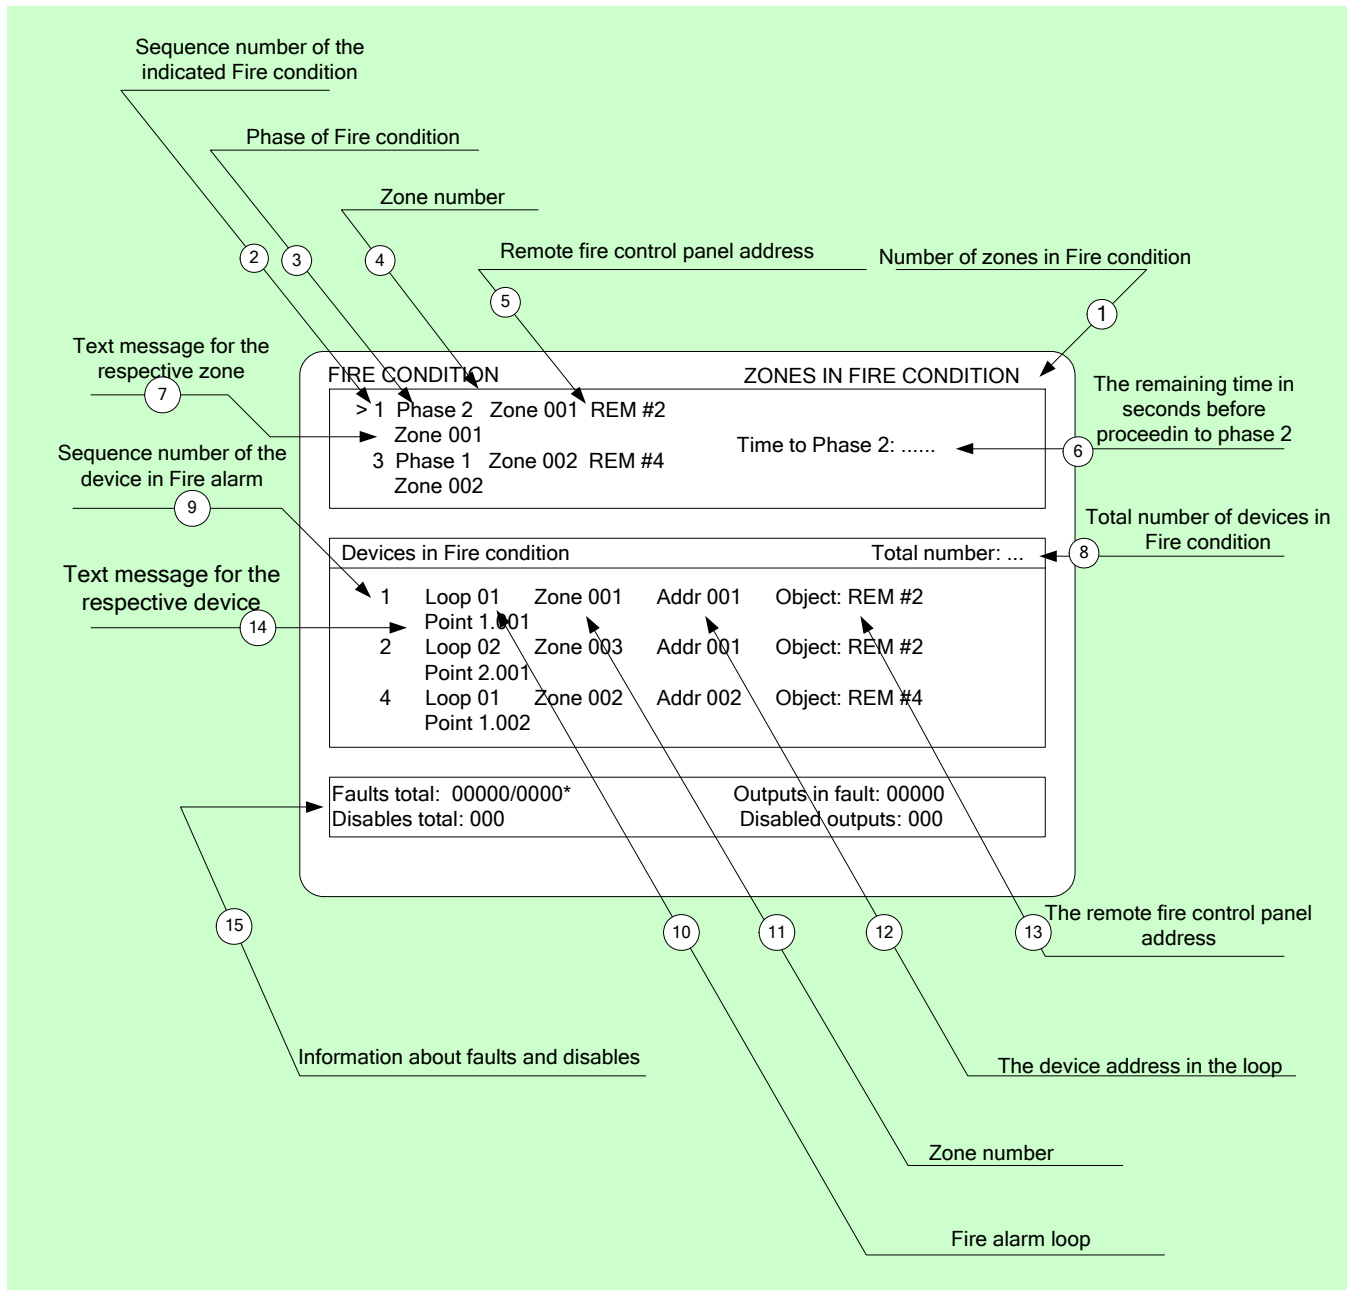 Sequence number of the
indicated Fire condition
Phase of Fire condition
Zone number
Remote fire control panel address
Number of zones in Fire condition
2
3
4
5
1
Text message for the
respective zone
7
FIRE CONDITION
ZONES IN FIRE CONDITION
> 1 Phase 2 Zone 001 REM #2
Zone 001
Time to Phase 2: ......
3 Phase 1 Zone 002 REM #4
Zone 002
The remaining time in
seconds before
proceedin to phase 2
6
Sequence number of the
device in Fire alarm
9
Total number of devices in
Fire condition
8
Devices in Fire condition
Total number: ...
Text message for the
respective device
14
1 Loop 01 Zone 001 Addr 001 Object: REM #2
Point 1.001
2 Loop 02 Zone 003 Addr 001 Object: REM #2
Point 2.001
4 Loop 01 Zone 002 Addr 002 Object: REM #4
Point 1.002
Faults total: 00000/0000*
Outputs in fault: 00000
Disables total: 000
Disabled outputs: 000
15
10
11
12
13
The remote fire control panel
address
Information about faults and disables
The device address in the loop
Zone number
Fire alarm loop